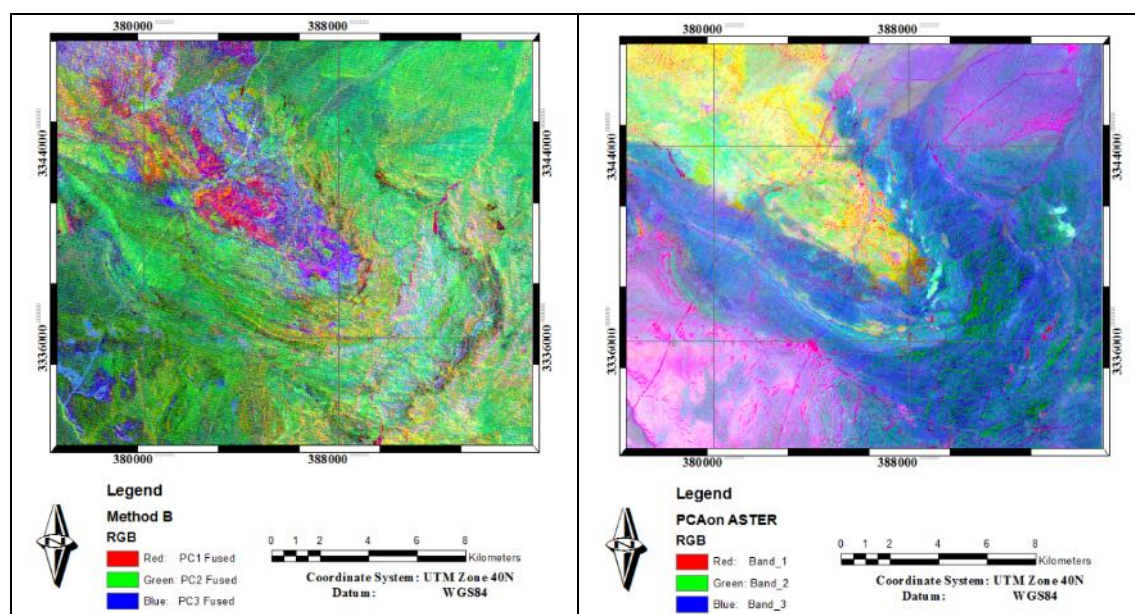 380000 388000
3344000 3344000
3336000 3336000
380000 388000
Legend
Method B
RGB
Red: PC1 Fused
Green: PC2 Fused
Blue: PC3 Fused
0 1 2 4 6 8
Kilometers
Coordinate System: UTM Zone 40N
Datum: WGS84
N
380000 388000
3344000 3344000
3336000 3336000
380000 388000
Legend
PCAon ASTER
RGB
Red: Band_1
Green: Band_2
Blue: Band_3
0 1 2 4 6 8
Kilometers
Coordinate System: UTM Zone 40N
Datum: WGS84
N